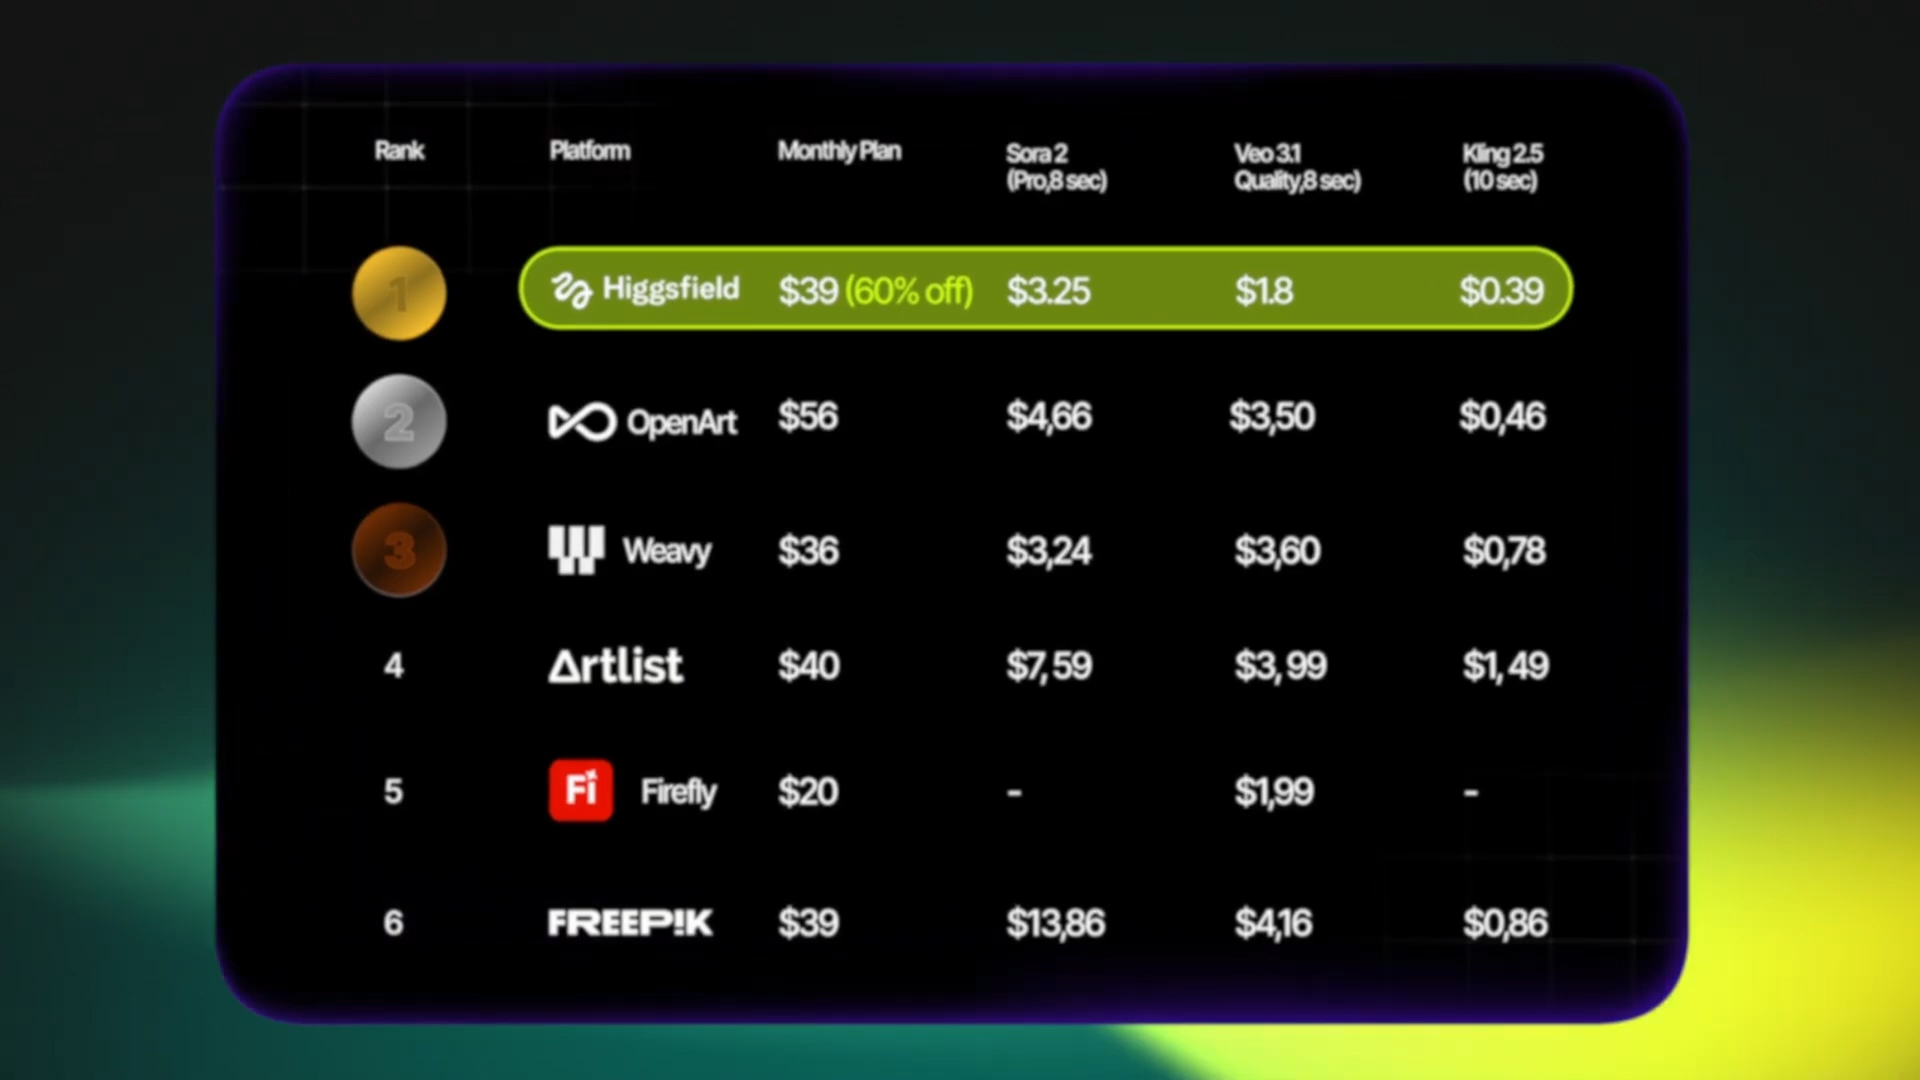 Rank Platform Monthly Plan Sora 2 (Pro,8 sec) Veo 3.1 Quality,8 sec) Kling 2.5 (10 sec)
1 Higgsfield $39 (60% off) $3.25 $1.8 $0.39
2 OpenArt $56 $4,66 $3,50 $0,46
3 Weavy $36 $3,24 $3,60 $0,78
4 Artlist $40 $7,59 $3,99 $1,49
5 Fi Firefly $20 - $1,99 -
6 FREEP!K $39 $13,86 $4,16 $0,86